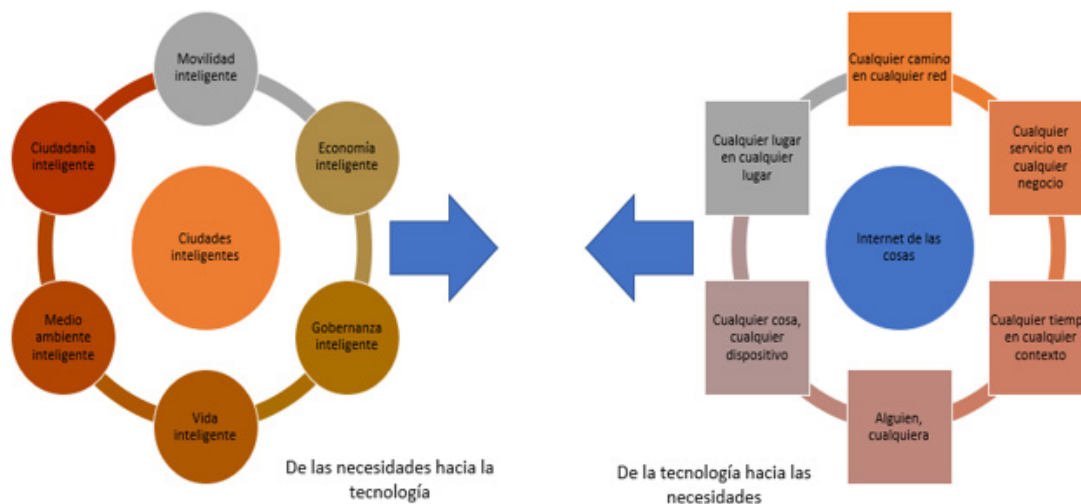 Movilidad
inteligente
Economía
inteligente
Gobernanza
inteligente
Vida
inteligente
Medio
ambiente
inteligente
Ciudadanía
inteligente
Ciudades
inteligentes
De las necesidades hacia la
tecnología
Cualquier camino
en cualquier red
Cualquier
servicio en
cualquier
negocio
Cualquier tiempo
en cualquier
contexto
Alguien,
cualquiera
Cualquier cosa,
cualquier
dispositivo
Cualquier lugar
en cualquier
lugar
Internet de las
cosas
De la tecnología hacia las
necesidades